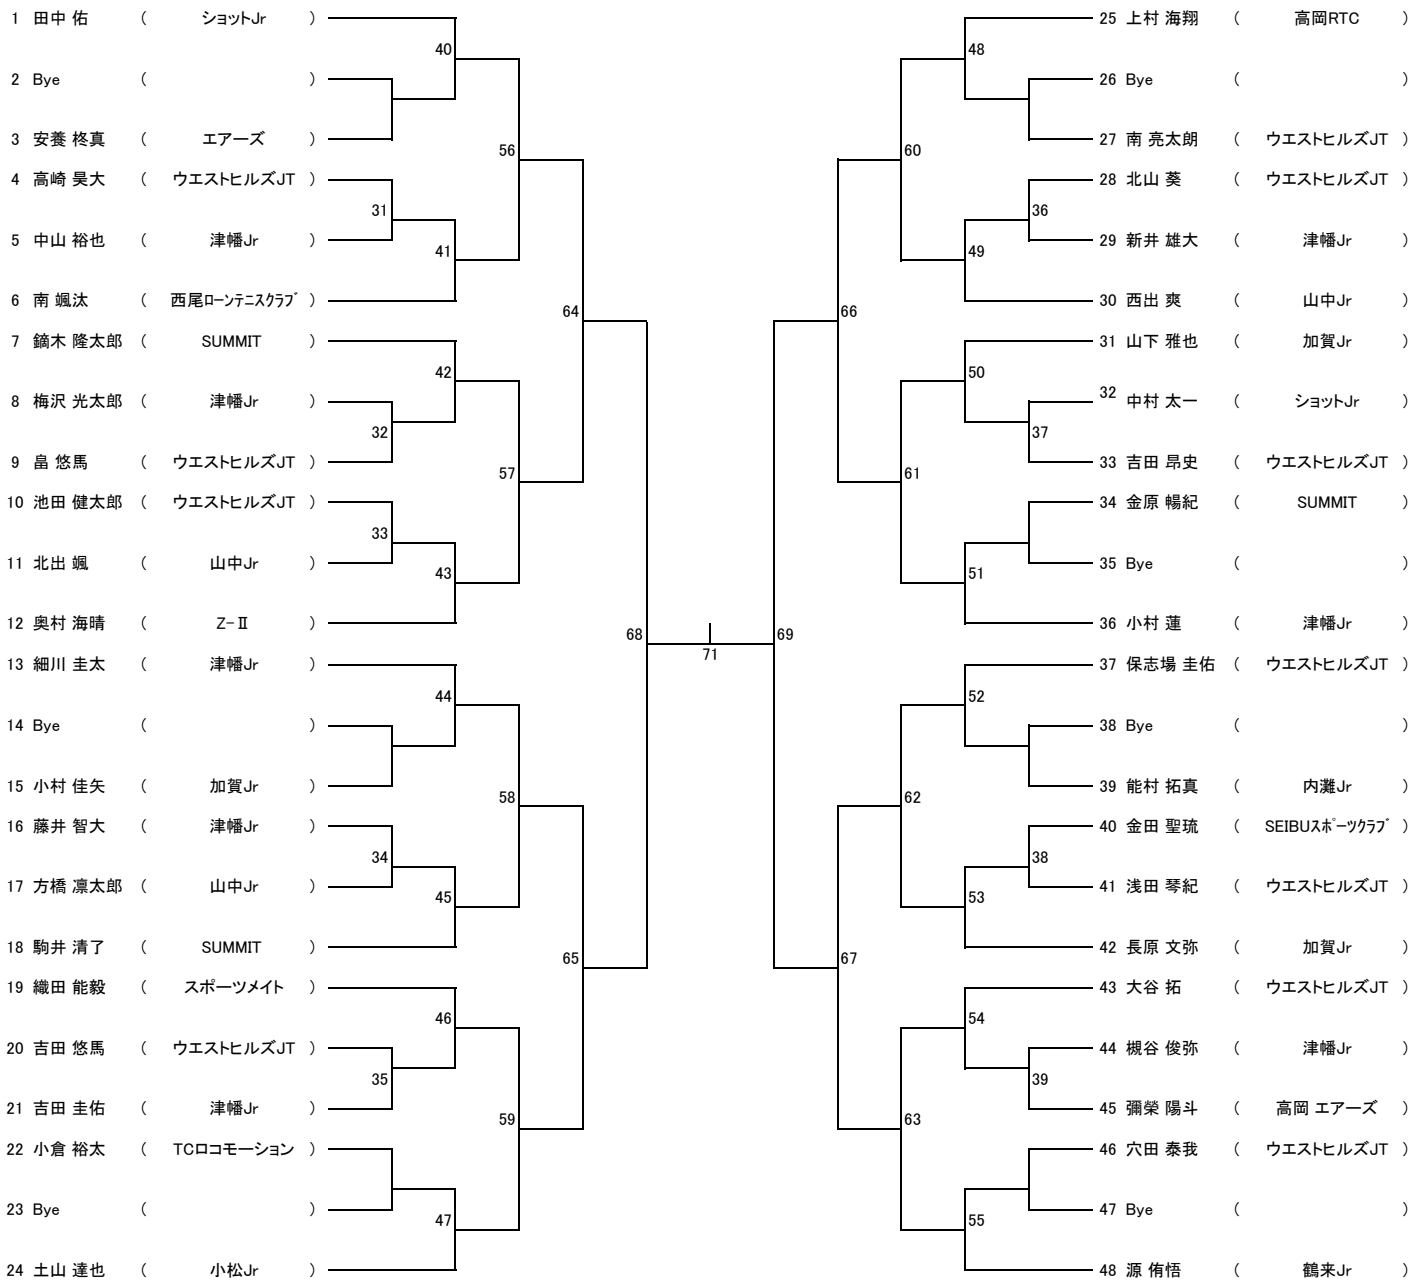 1 田中 佑 ( ショットJr )
2 Bye ( )
3 安養 柊真 ( エアーズ )
4 高崎 昊大 ( ウエストヒルズJT )
5 中山 裕也 ( 津幡Jr )
6 南 颯汰 ( 西尾ローンテニスクラブ )
7 鏑木 隆太郎 ( SUMMIT )
8 梅沢 光太郎 ( 津幡Jr )
9 畠 悠馬 ( ウエストヒルズJT )
10 池田 健太郎 ( ウエストヒルズJT )
11 北出 颯 ( 山中Jr )
12 奥村 海晴 ( Z-Ⅱ )
13 細川 圭太 ( 津幡Jr )
14 Bye ( )
15 小村 佳矢 ( 加賀Jr )
16 藤井 智大 ( 津幡Jr )
17 方橋 凛太郎 ( 山中Jr )
18 駒井 清了 ( SUMMIT )
19 織田 能毅 ( スポーツメイト )
20 吉田 悠馬 ( ウエストヒルズJT )
21 吉田 圭佑 ( 津幡Jr )
22 小倉 裕太 ( TCロコモーション )
23 Bye ( )
24 土山 達也 ( 小松Jr )
31
32
33
34
35
40
41
42
43
44
45
46
47
56
57
58
59
64
65
68
71
69
66
67
60
61
62
63
48
49
50
51
52
53
54
55
36
37
38
39
25 上村 海翔 ( 高岡RTC )
26 Bye ( )
27 南 亮太朗 ( ウエストヒルズJT )
28 北山 葵 ( ウエストヒルズJT )
29 新井 雄大 ( 津幡Jr )
30 西出 爽 ( 山中Jr )
31 山下 雅也 ( 加賀Jr )
32 中村 太一 ( ショットJr )
33 吉田 昂史 ( ウエストヒルズJT )
34 金原 暢紀 ( SUMMIT )
35 Bye ( )
36 小村 蓮 ( 津幡Jr )
37 保志場 圭佑 ( ウエストヒルズJT )
38 Bye ( )
39 能村 拓真 ( 内灘Jr )
40 金田 聖琉 ( SEIBUスポーツクラブ )
41 浅田 琴紀 ( ウエストヒルズJT )
42 長原 文弥 ( 加賀Jr )
43 大谷 拓 ( ウエストヒルズJT )
44 槻谷 俊弥 ( 津幡Jr )
45 彌榮 陽斗 ( 高岡 エアーズ )
46 穴田 泰我 ( ウエストヒルズJT )
47 Bye ( )
48 源 侑悟 ( 鶴来Jr )